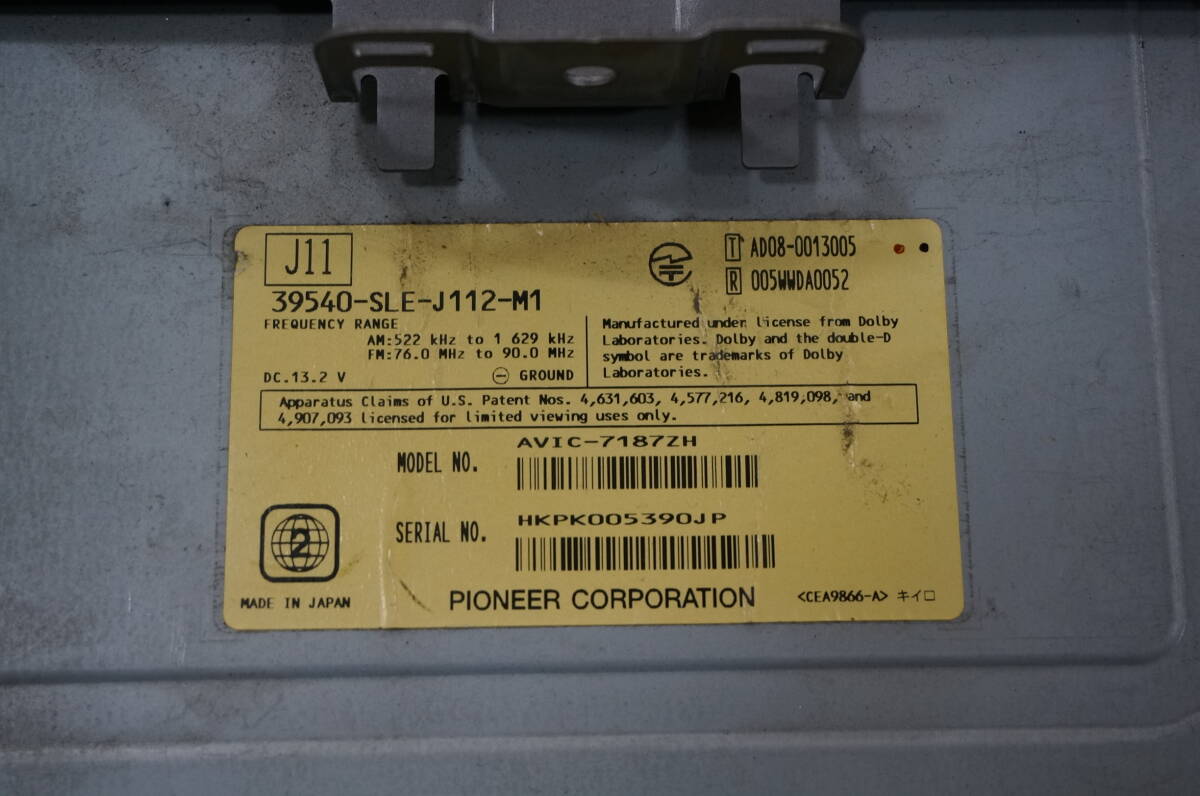 J11
39540-SLE-J112-M1
T AD08-0013005
R 005WWDA0052
FREQUENCY RANGE
AM:522 kHz to 1 629 kHz
FM:76.0 MHz to 90.0 MHz
DC.13.2 V
GROUND
Manufactured under license from Dolby
Laboratories. Dolby and the double-D
symbol are trademarks of Dolby
Laboratories.
Apparatus Claims of U.S. Patent Nos. 4,631,603, 4,577,216, 4,819,098, and
4,907,093 licensed for limited viewing uses only.
MODEL NO.
AVIC-7187ZH
SERIAL NO.
HKPK005390JP
2
MADE IN JAPAN
PIONEER CORPORATION
<CEA9866-A> キイロ